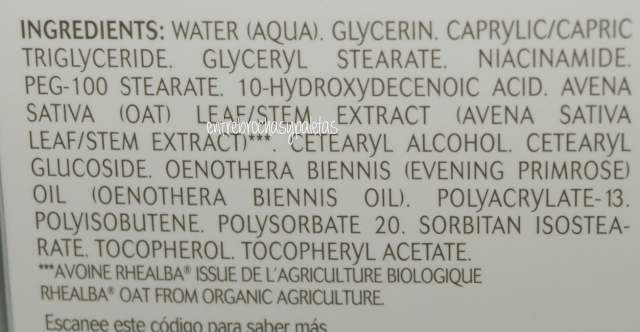 INGREDIENTS: WATER (AQUA). GLYCERIN. CAPRYLIC/CAPRIC
TRIGLYCERIDE. GLYCERYL STEARATE. NIACINAMIDE.
PEG-100 STEARATE. 10-HYDROXYDECENOIC ACID. AVENA
SATIVA (OAT) LEAF/STEM EXTRACT (AVENA SATIVA
entrebrochasypaletas
LEAF/STEM EXTRACT)***. CETEARYL ALCOHOL. CETEARYL
GLUCOSIDE. OENOTHERA BIENNIS (EVENING PRIMROSE)
OIL (OENOTHERA BIENNIS OIL). POLYACRYLATE-13.
POLYISOBUTENE. POLYSORBATE 20. SORBITAN ISOSTEA-
RATE. TOCOPHEROL. TOCOPHERYL ACETATE.
***AVOINE RHEALBA® ISSUE DE L'AGRICULTURE BIOLOGIQUE
RHEALBA® OAT FROM ORGANIC AGRICULTURE.
Escanee este código para saber más